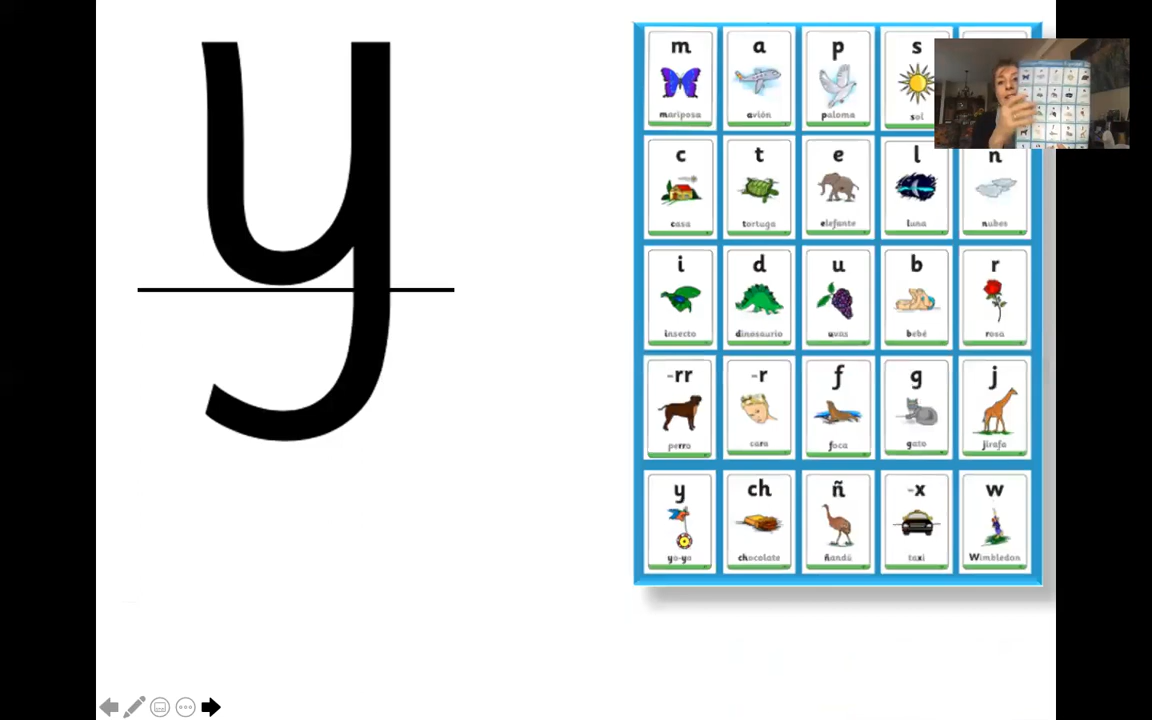 y
m a p s
mariposa avión paloma sol
c t e l n
casa tortuga elefante luna nubes
i d u b r
insecto dinosaurio uvas bebé rosa
-rr -r f g j
perro cara foca gato jirafa
y ch ñ -x w
yo-yo chocolate ñandú taxi Wimbledon